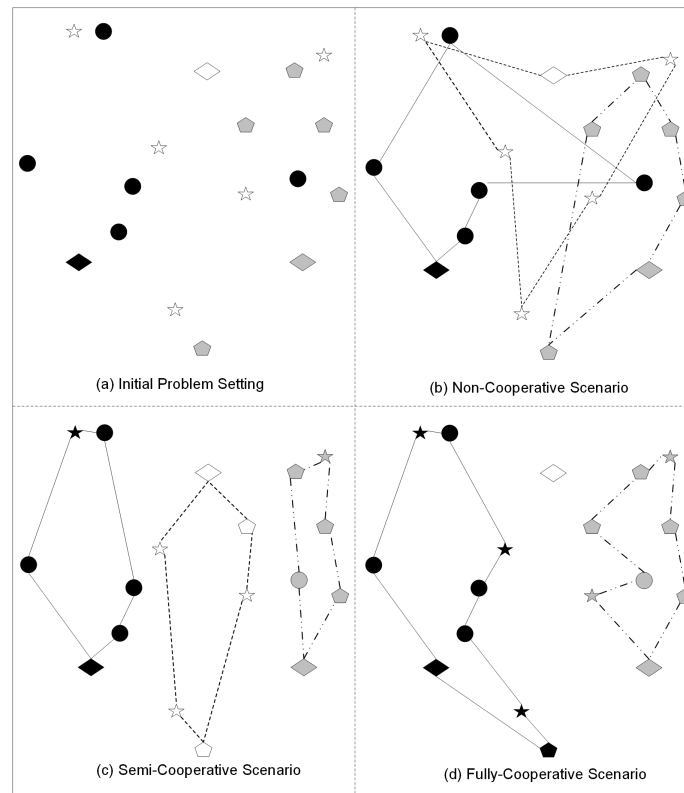 (a) Initial Problem Setting
(b) Non-Cooperative Scenario
(c) Semi-Cooperative Scenario
(d) Fully-Cooperative Scenario